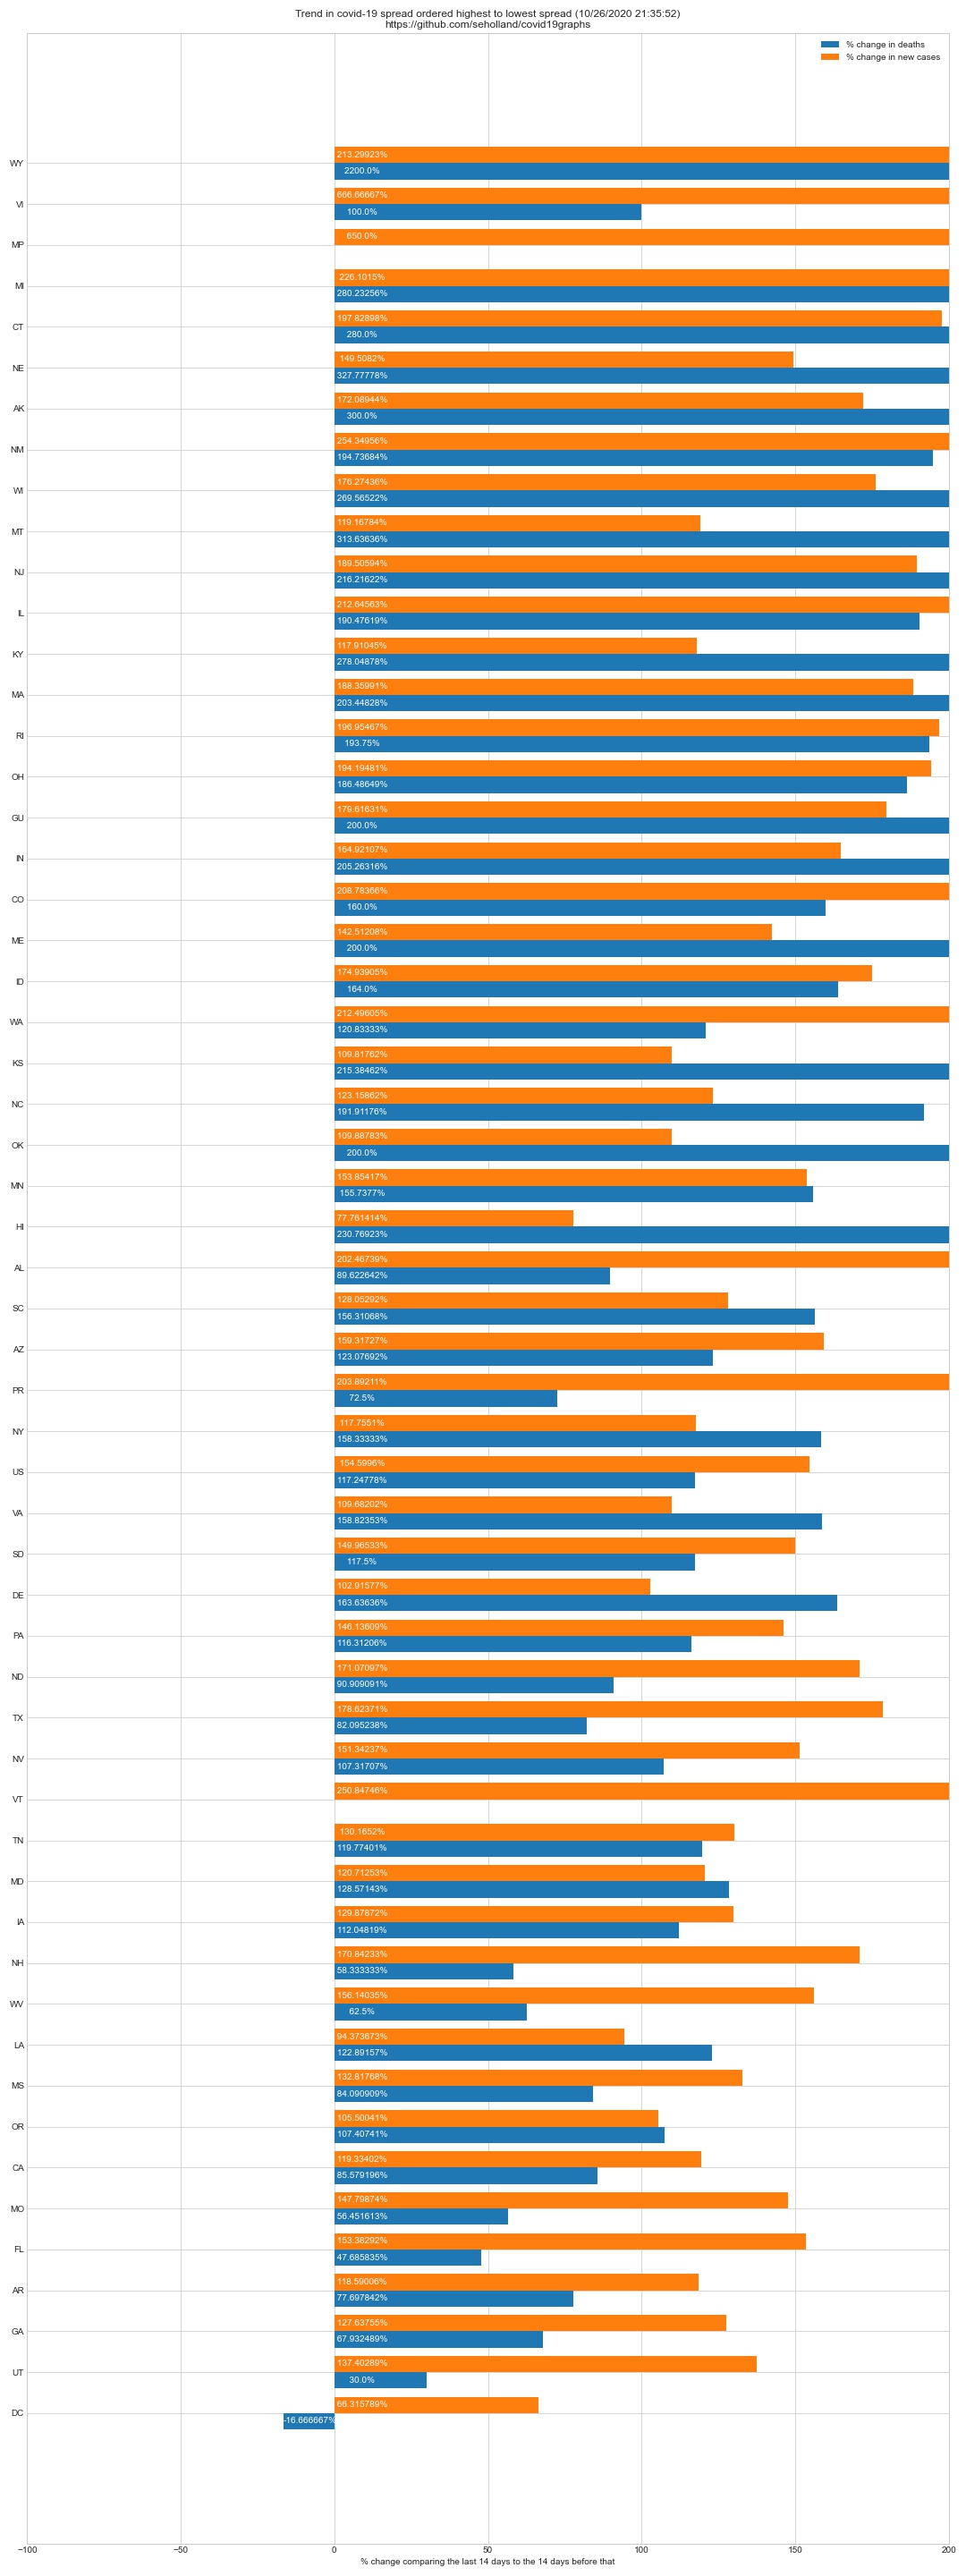 Trend in covid-19 spread ordered highest to lowest spread (10/26/2020 21:35:52)
https://github.com/seholland/covid19graphs
% change in deaths
% change in new cases
213.29923%
WY
2200.0%
666.66667%
VI
100.0%
650.0%
MP
226.1015%
MI
280.23256%
197.82898%
CT
280.0%
149.5082%
NE
327.77778%
172.08944%
AK
300.0%
254.34956%
NM
194.73684%
176.27436%
WI
269.56522%
119.16784%
MT
313.63636%
189.50594%
NJ
216.21622%
212.64563%
IL
190.47619%
117.91045%
KY
278.04878%
188.35991%
MA
203.44828%
196.95467%
RI
193.75%
194.19481%
OH
186.48649%
179.61631%
GU
200.0%
164.92107%
IN
205.26316%
208.78366%
CO
160.0%
142.51208%
ME
200.0%
174.93905%
ID
164.0%
212.49605%
WA
120.83333%
109.81762%
KS
215.38462%
123.15862%
NC
191.91176%
109.88783%
OK
200.0%
153.85417%
MN
155.7377%
77.761414%
HI
230.76923%
202.46739%
AL
89.622642%
128.05292%
SC
156.31068%
159.31727%
AZ
123.07692%
203.89211%
PR
72.5%
117.7551%
NY
158.33333%
154.5996%
US
117.24778%
109.68202%
VA
158.82353%
149.96533%
SD
117.5%
102.91577%
DE
163.63636%
146.13609%
PA
116.31206%
171.07097%
ND
90.909091%
178.62371%
TX
82.095238%
151.34237%
NV
107.31707%
250.84746%
VT
130.1652%
TN
119.77401%
120.71253%
MD
128.57143%
129.87872%
IA
112.04819%
170.84233%
NH
58.333333%
156.14035%
WV
62.5%
94.373673%
LA
122.89157%
132.81768%
MS
84.090909%
105.50041%
OR
107.40741%
119.33402%
CA
85.579196%
147.79874%
MO
56.451613%
153.38292%
FL
47.685835%
118.59006%
AR
77.697842%
127.63755%
GA
67.932489%
137.40289%
UT
30.0%
66.315789%
DC
-16.666667%
−100 −50 0 50 100 150 200
% change comparing the last 14 days to the 14 days before that